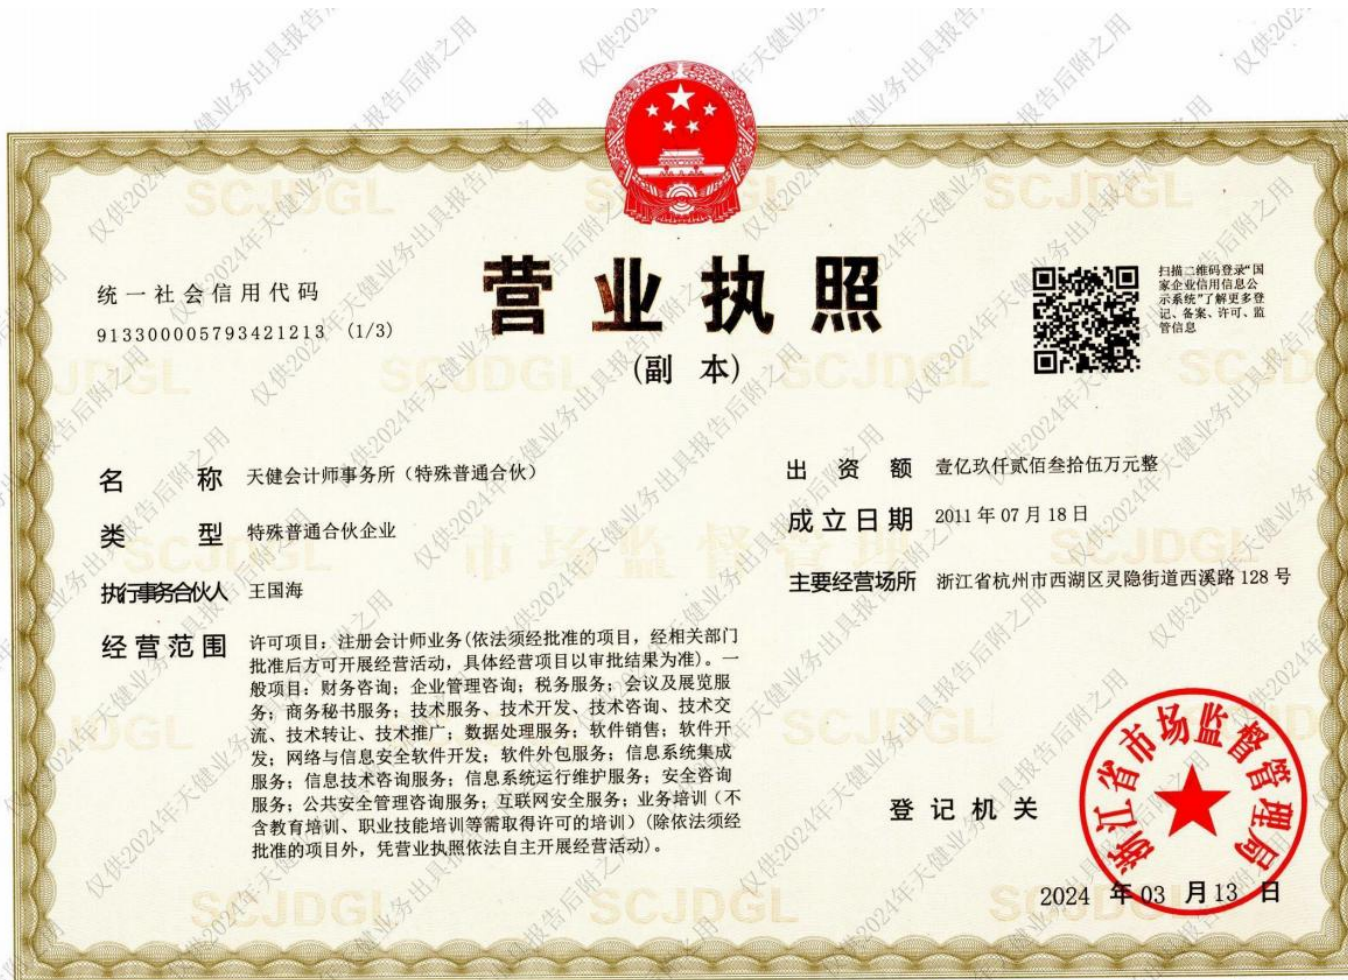 营业执照
(副 本)
统一社会信用代码
913300005793421213 (1/3)
扫描二维码登录“国
家企业信用信息公
示系统”了解更多登
记、备案、许可、监
管信息
名 称 天健会计师事务所（特殊普通合伙）
类 型 特殊普通合伙企业
执行事务合伙人 王国海
经营范围 许可项目：注册会计师业务(依法须经批准的项目，经相关部门
批准后方可开展经营活动，具体经营项目以审批结果为准)。一
般项目：财务咨询；企业管理咨询；税务服务；会议及展览服
务；商务秘书服务；技术服务、技术开发、技术咨询、技术交
流、技术转让、技术推广；数据处理服务；软件销售；软件开
发；网络与信息安全软件开发；软件外包服务；信息系统集成
服务；信息技术咨询服务；信息系统运行维护服务；安全咨询
服务；公共安全管理咨询服务；互联网安全服务；业务培训（不
含教育培训、职业技能培训等需取得许可的培训）(除依法须经
批准的项目外，凭营业执照依法自主开展经营活动)。
出 资 额 壹亿玖仟贰佰叁拾伍万元整
成立日期 2011 年 07 月 18 日
主要经营场所 浙江省杭州市西湖区灵隐街道西溪路 128 号
登记机关
浙江省市场监督管理局
2024 年 03 月 13 日
仅供2024年天健业务出具报告后附之用
SCJDGL
市场监督管理